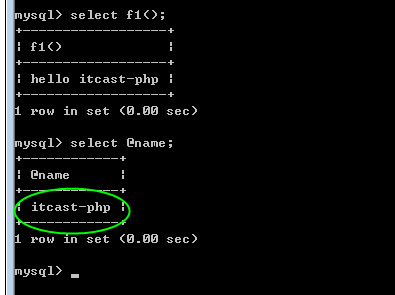 mysql> select f1();
+-------------------+
| f1()              |
+-------------------+
| hello itcast-php |
+-------------------+
1 row in set (0.00 sec)
mysql> select @name;
+-------------+
| @name       |
+-------------+
| itcast-php |
+-------------+
1 row in set (0.00 sec)
mysql> _